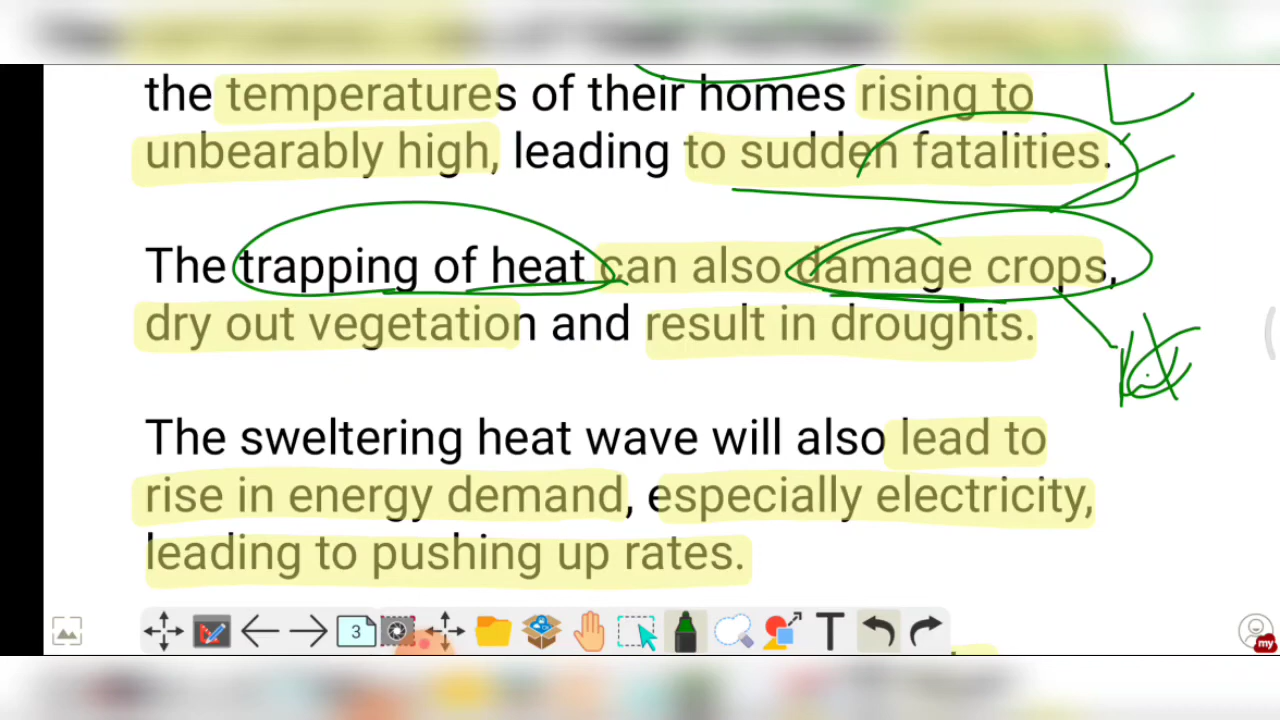 the temperatures of their homes rising to
unbearably high, leading to sudden fatalities.
The trapping of heat can also damage crops,
dry out vegetation and result in droughts.
The sweltering heat wave will also lead to
rise in energy demand, especially electricity,
leading to pushing up rates.
3
T
my